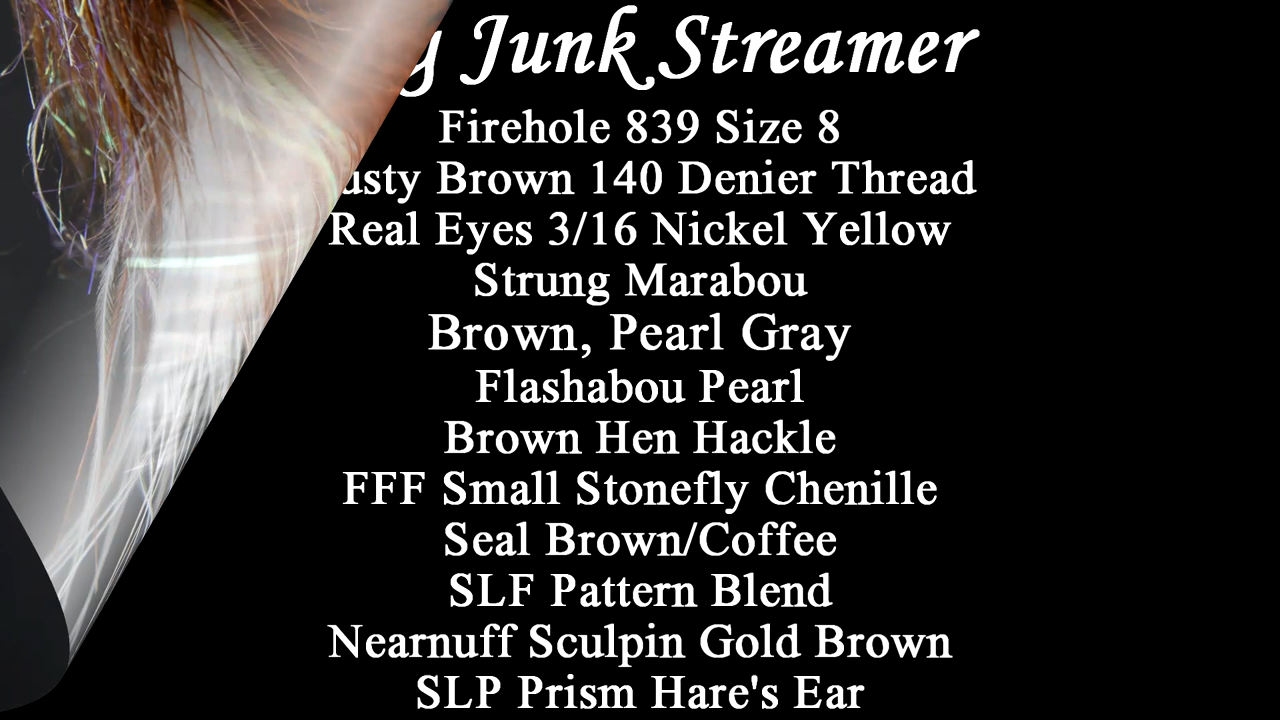 Junk Streamer
Firehole 839 Size 8
Brown 140 Denier Thread
Real Eyes 3/16 Nickel Yellow
Strung Marabou
Brown, Pearl Gray
Flashabou Pearl
Brown Hen Hackle
FFF Small Stonefly Chenille
Seal Brown/Coffee
SLF Pattern Blend
Nearnuff Sculpin Gold Brown
SLP Prism Hare's Ear